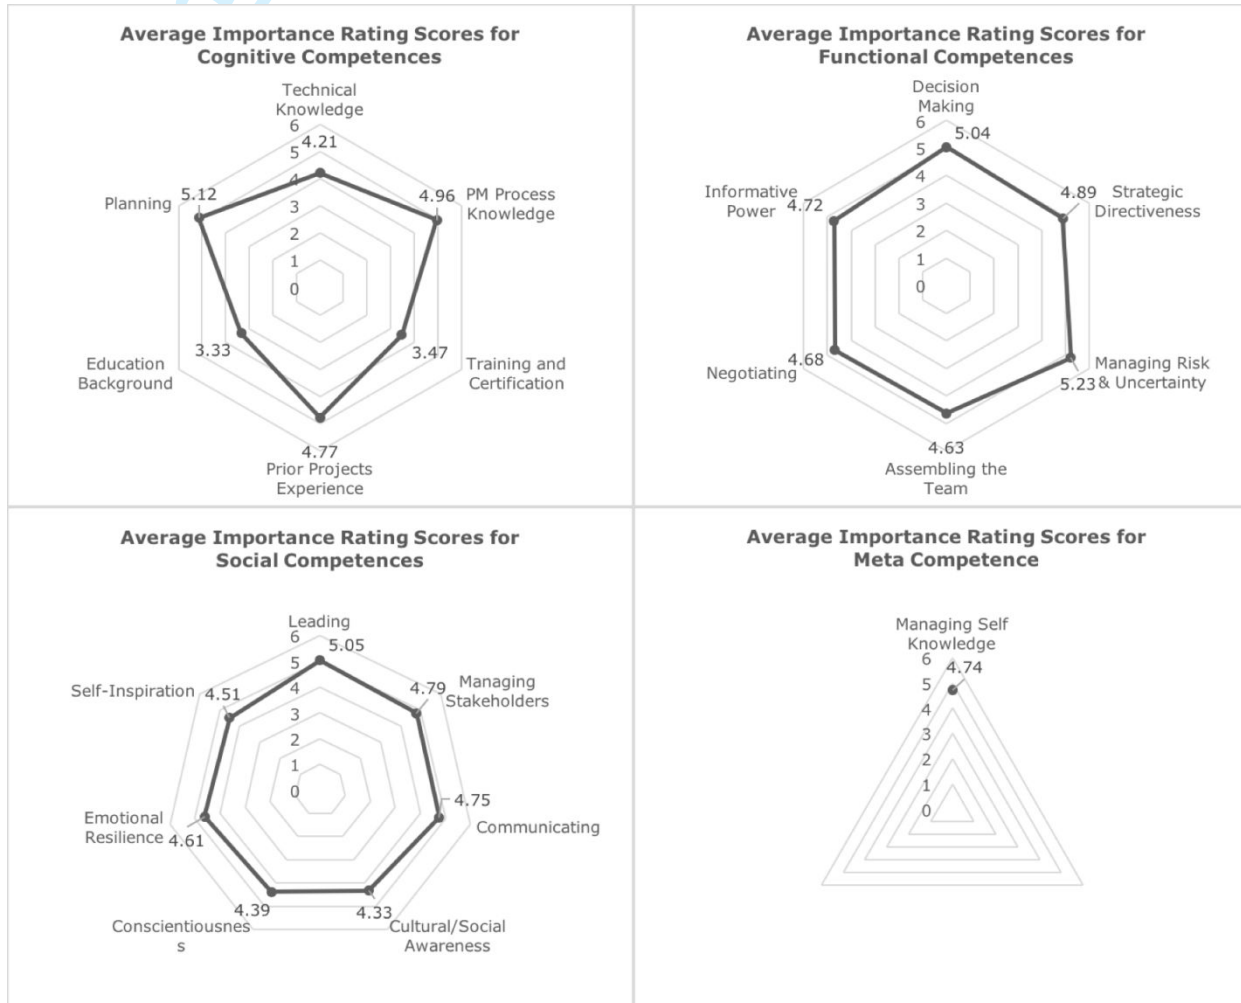 Average Importance Rating Scores for
Cognitive Competences
Technical
Knowledge
6
4.21
5
4
3
2
1
0
4.96
PM Process
Knowledge
3.47
Training and
Certification
4.77
Prior Projects
Experience
3.33
Education
Background
5.12
Planning
Average Importance Rating Scores for
Functional Competences
Decision
Making
6
5.04
5
4
3
2
1
0
4.89
Strategic
Directiveness
Managing Risk
& Uncertainty
5.23
4.63
Assembling the
Team
4.68
Negotiating
Informative
Power
4.72
Average Importance Rating Scores for
Social Competences
Leading
6
5.05
5
4
3
2
1
0
4.79
Managing
Stakeholders
4.75
Communicating
4.33
Cultural/Social
Awareness
4.39
Conscientiousnes
s
Emotional
Resilience
4.61
Self-Inspiration
4.51
Average Importance Rating Scores for
Meta Competence
Managing Self
Knowledge
6
4.74
5
4
3
2
1
0